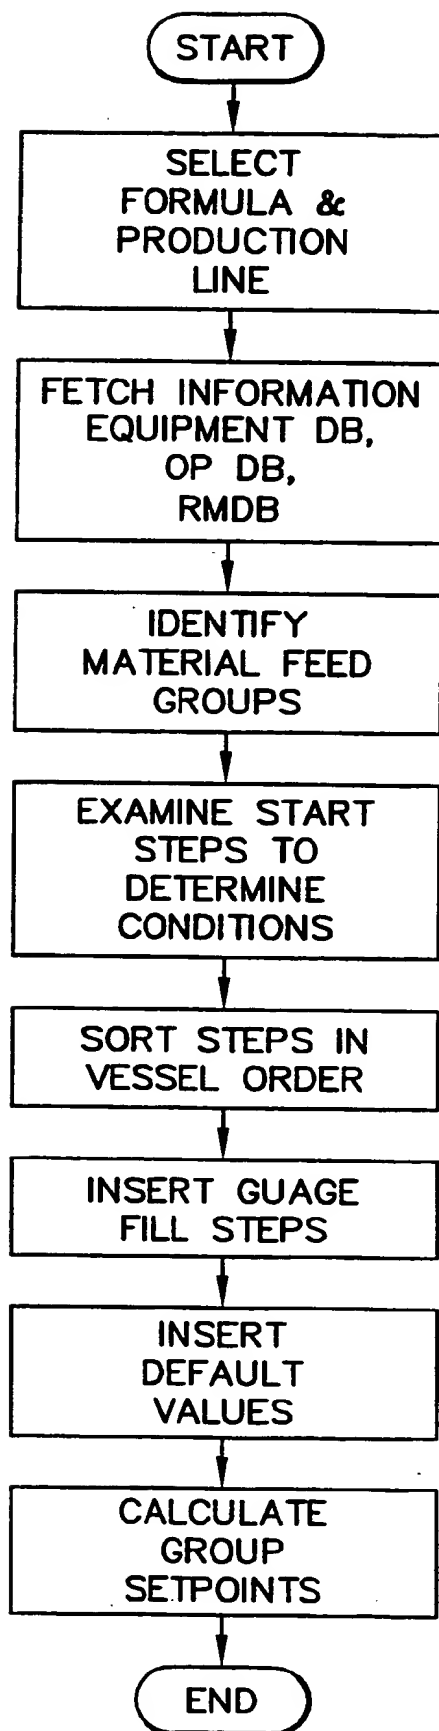 START
SELECT
FORMULA &
PRODUCTION
LINE
FETCH INFORMATION
EQUIPMENT DB,
OP DB,
RMDB
IDENTIFY
MATERIAL FEED
GROUPS
EXAMINE START
STEPS TO
DETERMINE
CONDITIONS
SORT STEPS IN
VESSEL ORDER
INSERT GUAGE
FILL STEPS
INSERT
DEFAULT
VALUES
CALCULATE
GROUP
SETPOINTS
END